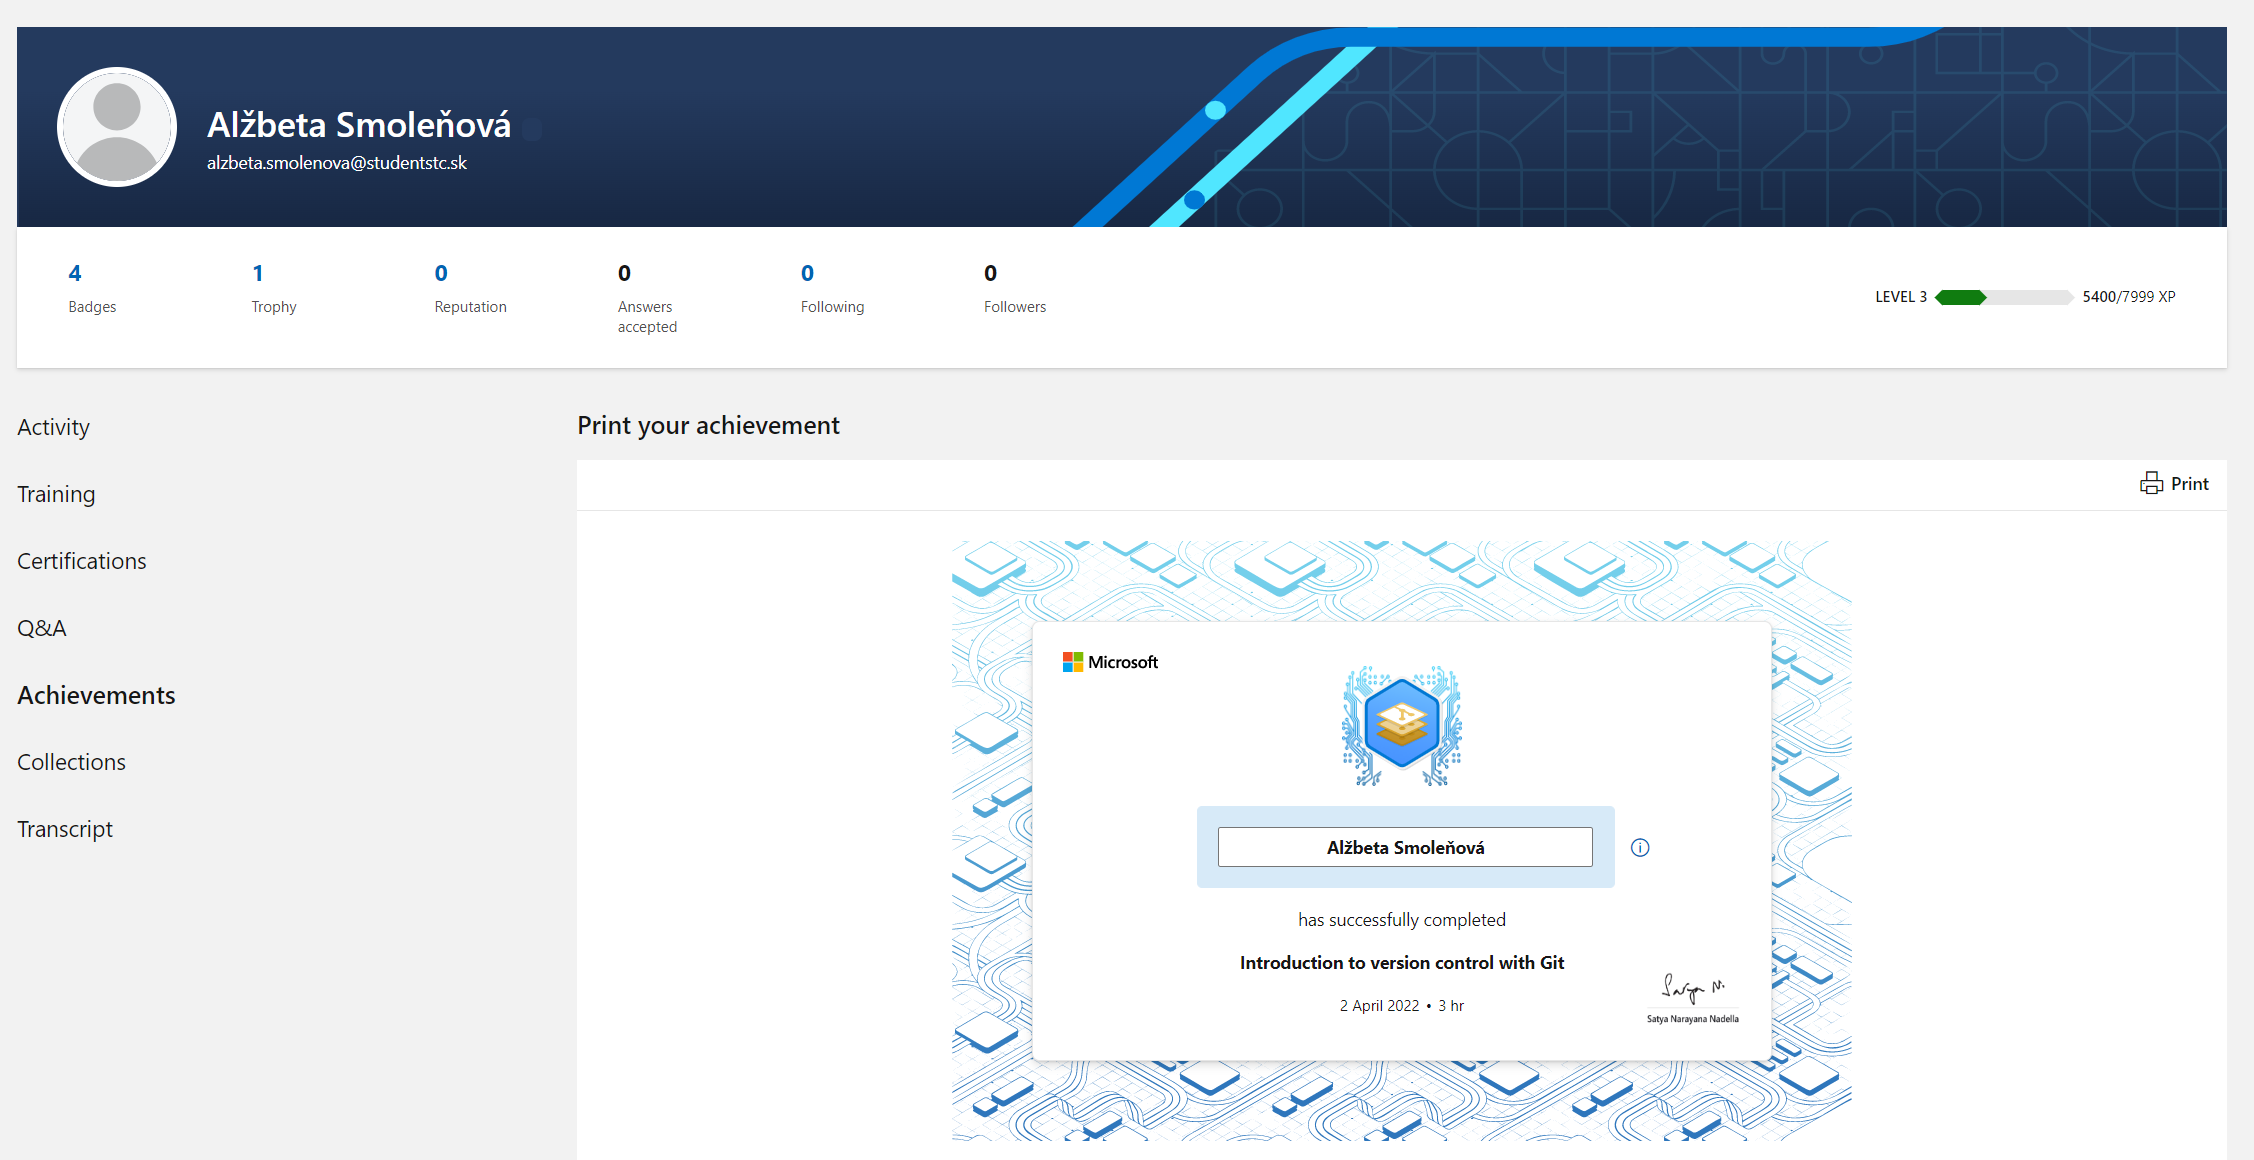 Alžbeta Smoleňová
alzbeta.smolenova@studentstc.sk
4
Badges
1
Trophy
0
Reputation
0
Answers
accepted
0
Following
0
Followers
LEVEL 3
5400/7999 XP
Activity
Training
Certifications
Q&A
Achievements
Collections
Transcript
Print your achievement
Print
Microsoft
Alžbeta Smoleňová
has successfully completed
Introduction to version control with Git
2 April 2022 • 3 hr
Satya N.
Satya Narayana Nadella